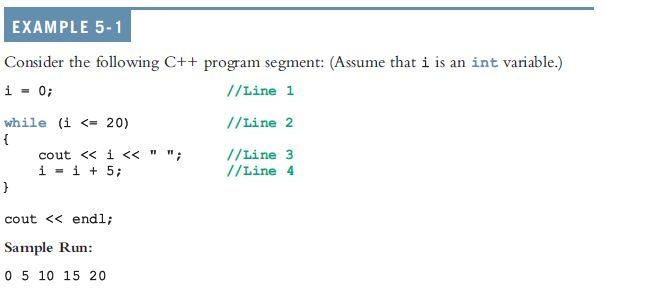 EXAMPLE 5-1
Consider the following C++ program segment: (Assume that i is an int variable.)
i = 0; //Line 1
while (i <= 20) //Line 2
{
cout << i << " "; //Line 3
i = i + 5; //Line 4
}
cout << endl;
Sample Run:
0 5 10 15 20